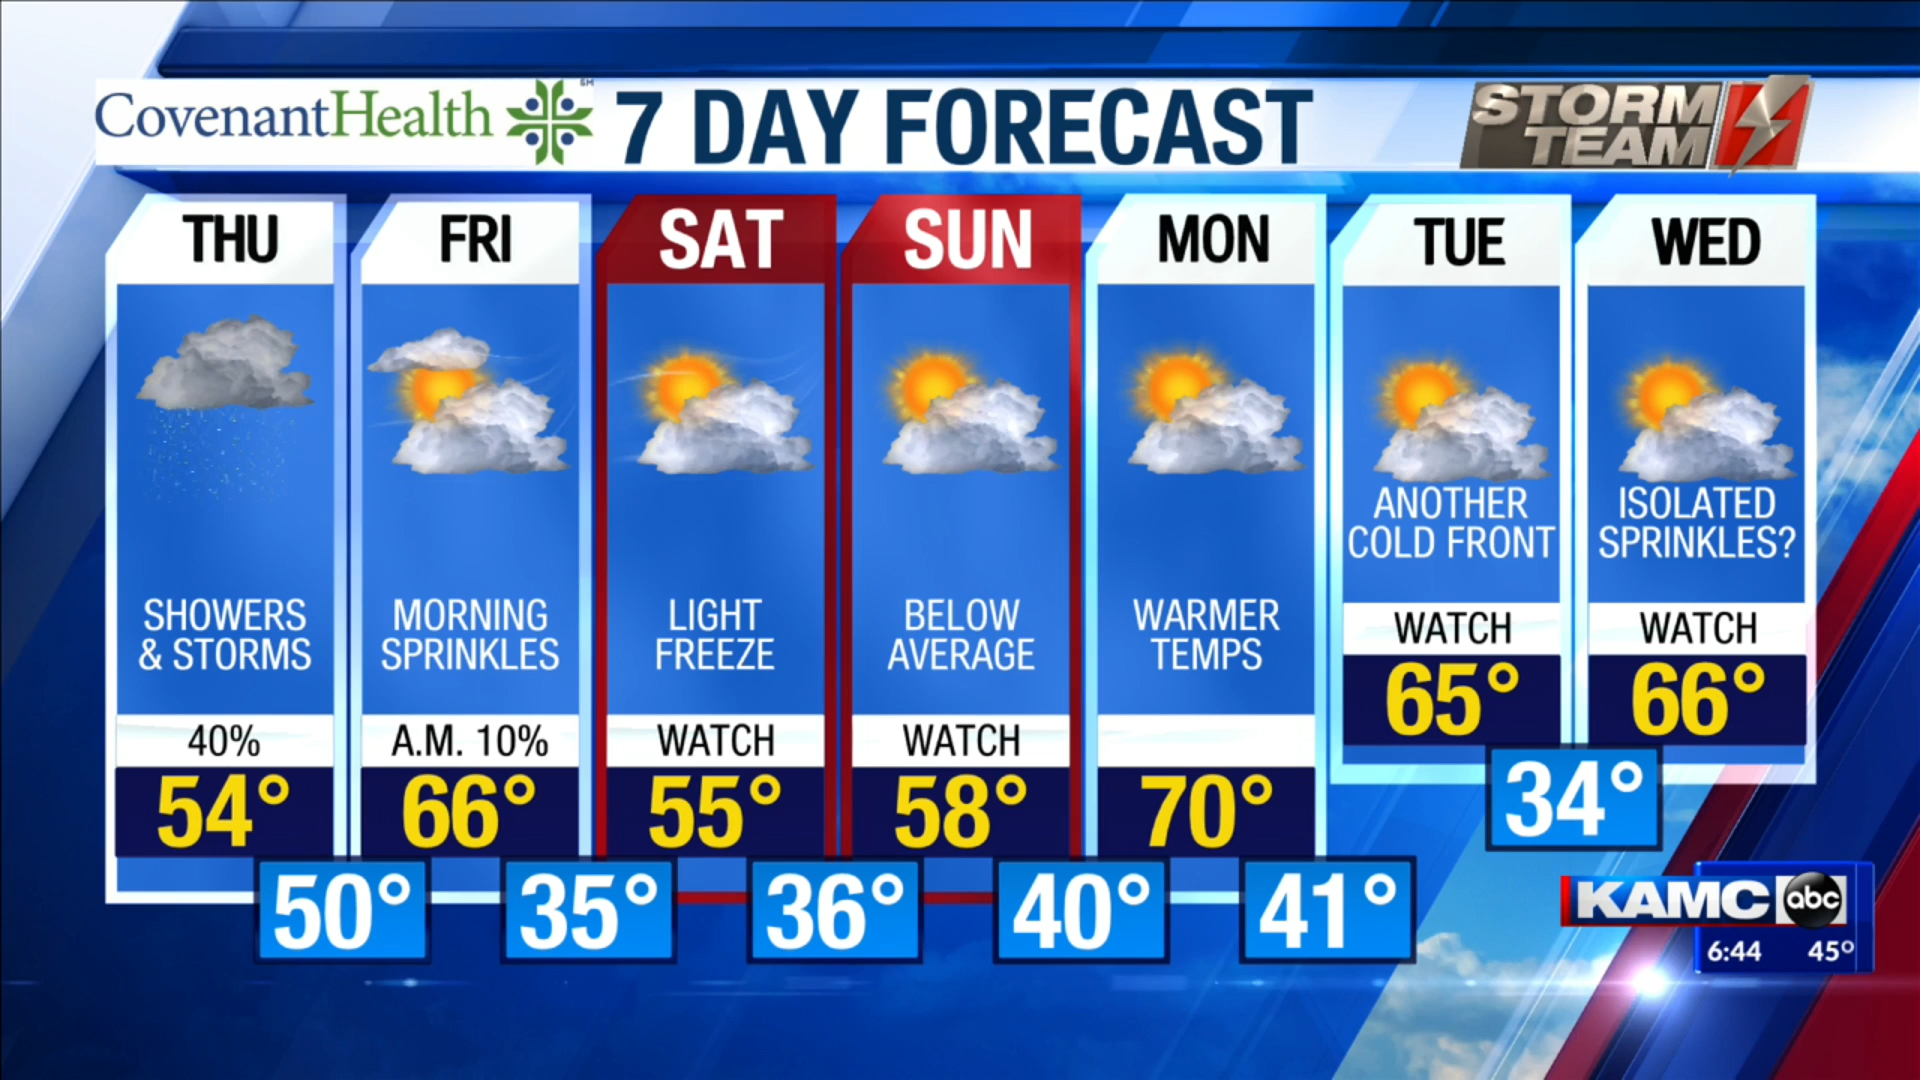 CovenantHealth SM
7 DAY FORECAST
STORM
TEAM
THU
SHOWERS
& STORMS
40%
54°
50°
FRI
MORNING
SPRINKLES
A.M. 10%
66°
35°
SAT
LIGHT
FREEZE
WATCH
55°
36°
SUN
BELOW
AVERAGE
WATCH
58°
40°
MON
WARMER
TEMPS
70°
41°
TUE
ANOTHER
COLD FRONT
WATCH
65°
34°
WED
ISOLATED
SPRINKLES?
WATCH
66°
KAMC abc
6:44 45°